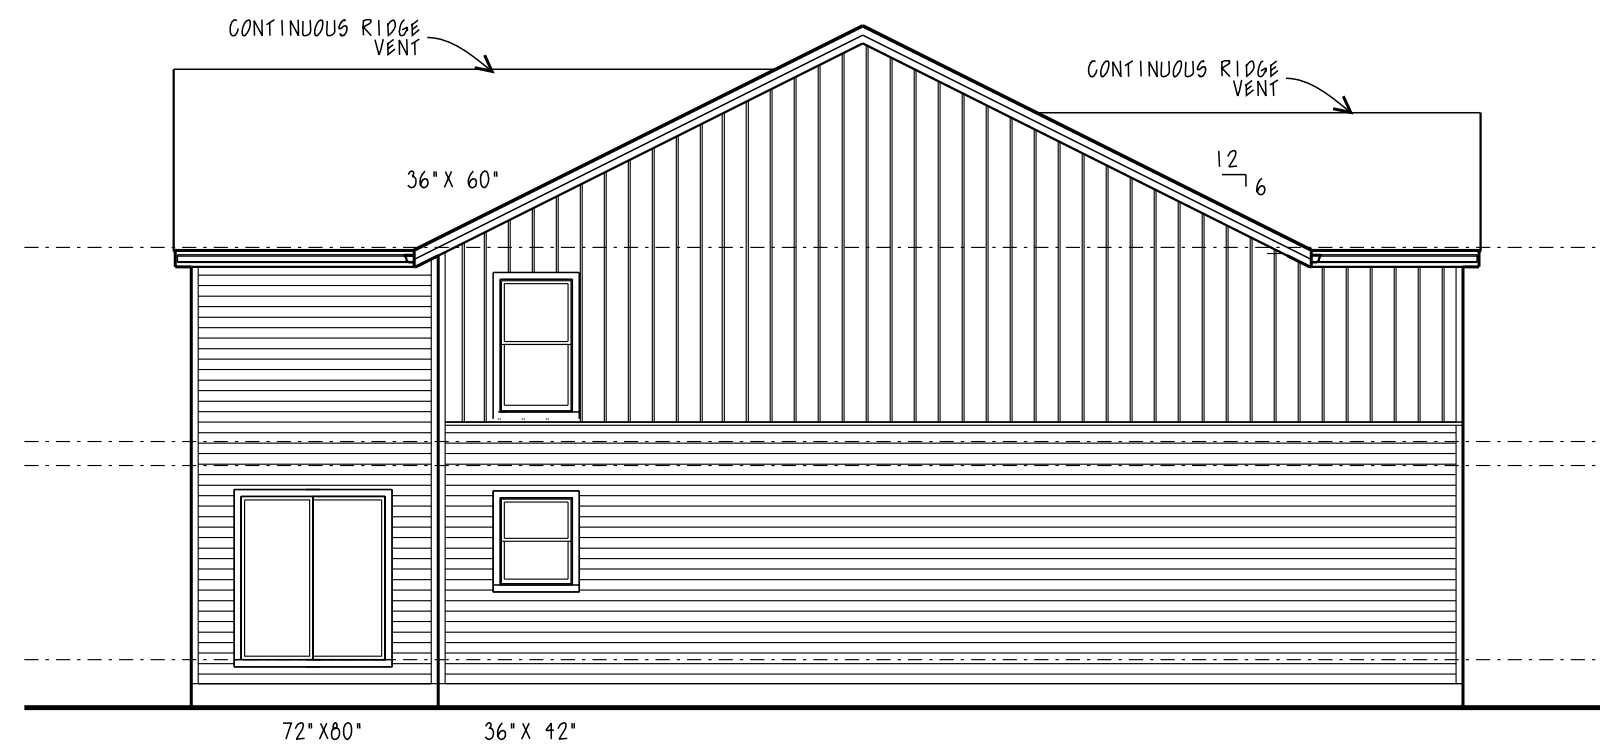 CONTINUOUS RIDGE
VENT
CONTINUOUS RIDGE
VENT
36" X 60"
12
6
72" X80"
36" X 42"